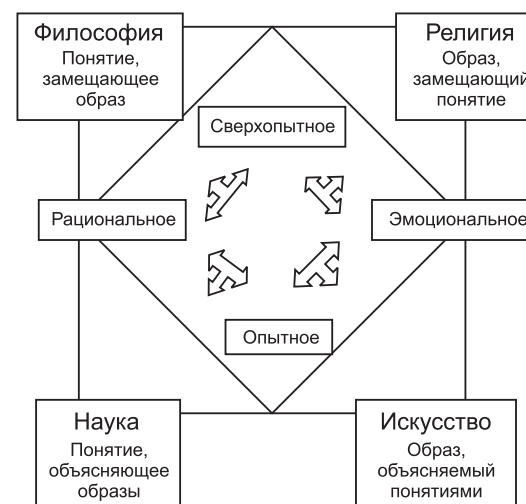 Философия
Понятие,
замещающее
образ
Религия
Образ,
замещающий
понятие
Сверхопытное
Рациональное
Эмоциональное
Опытное
Наука
Понятие,
объясняющее
образы
Искусство
Образ,
объясняемый
понятиями